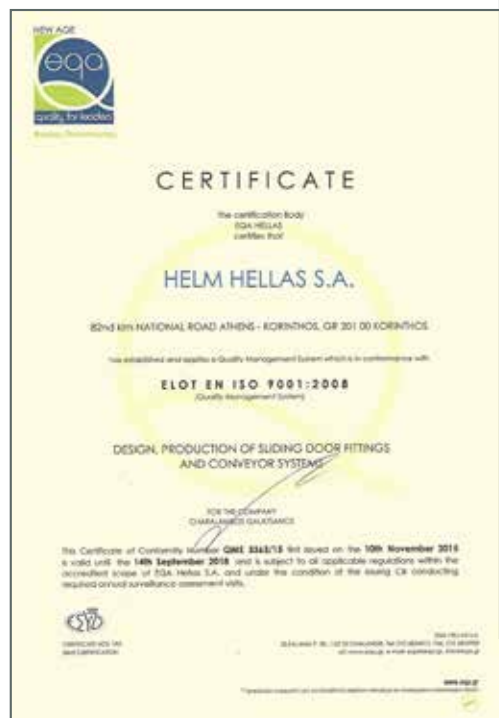 NEW AGE
eqa
quality for leaders
CERTIFICATE
The certification Body
EQA HELLAS
certifies that
HELM HELLAS S.A.
82nd km NATIONAL ROAD ATHENS - KORINTHOS, GR 201 00 KORINTHOS
has established and applies a Quality Management System which is in conformance with
ELOT EN ISO 9001:2008
(Quality Management System)
DESIGN, PRODUCTION OF SLIDING DOOR FITTINGS
AND CONVEYOR SYSTEMS
FOR THE COMPANY
This Certificate of Conformity Number QMS first issued on the 10th November 2015
is valid until the 14th September 2018 and is subject to all applicable regulations within the
accredited scope of EQA Hellas S.A. and under the condition of the issuing CB conducting
required annual surveillance assessment visits.
ESYD
www.eqa.gr